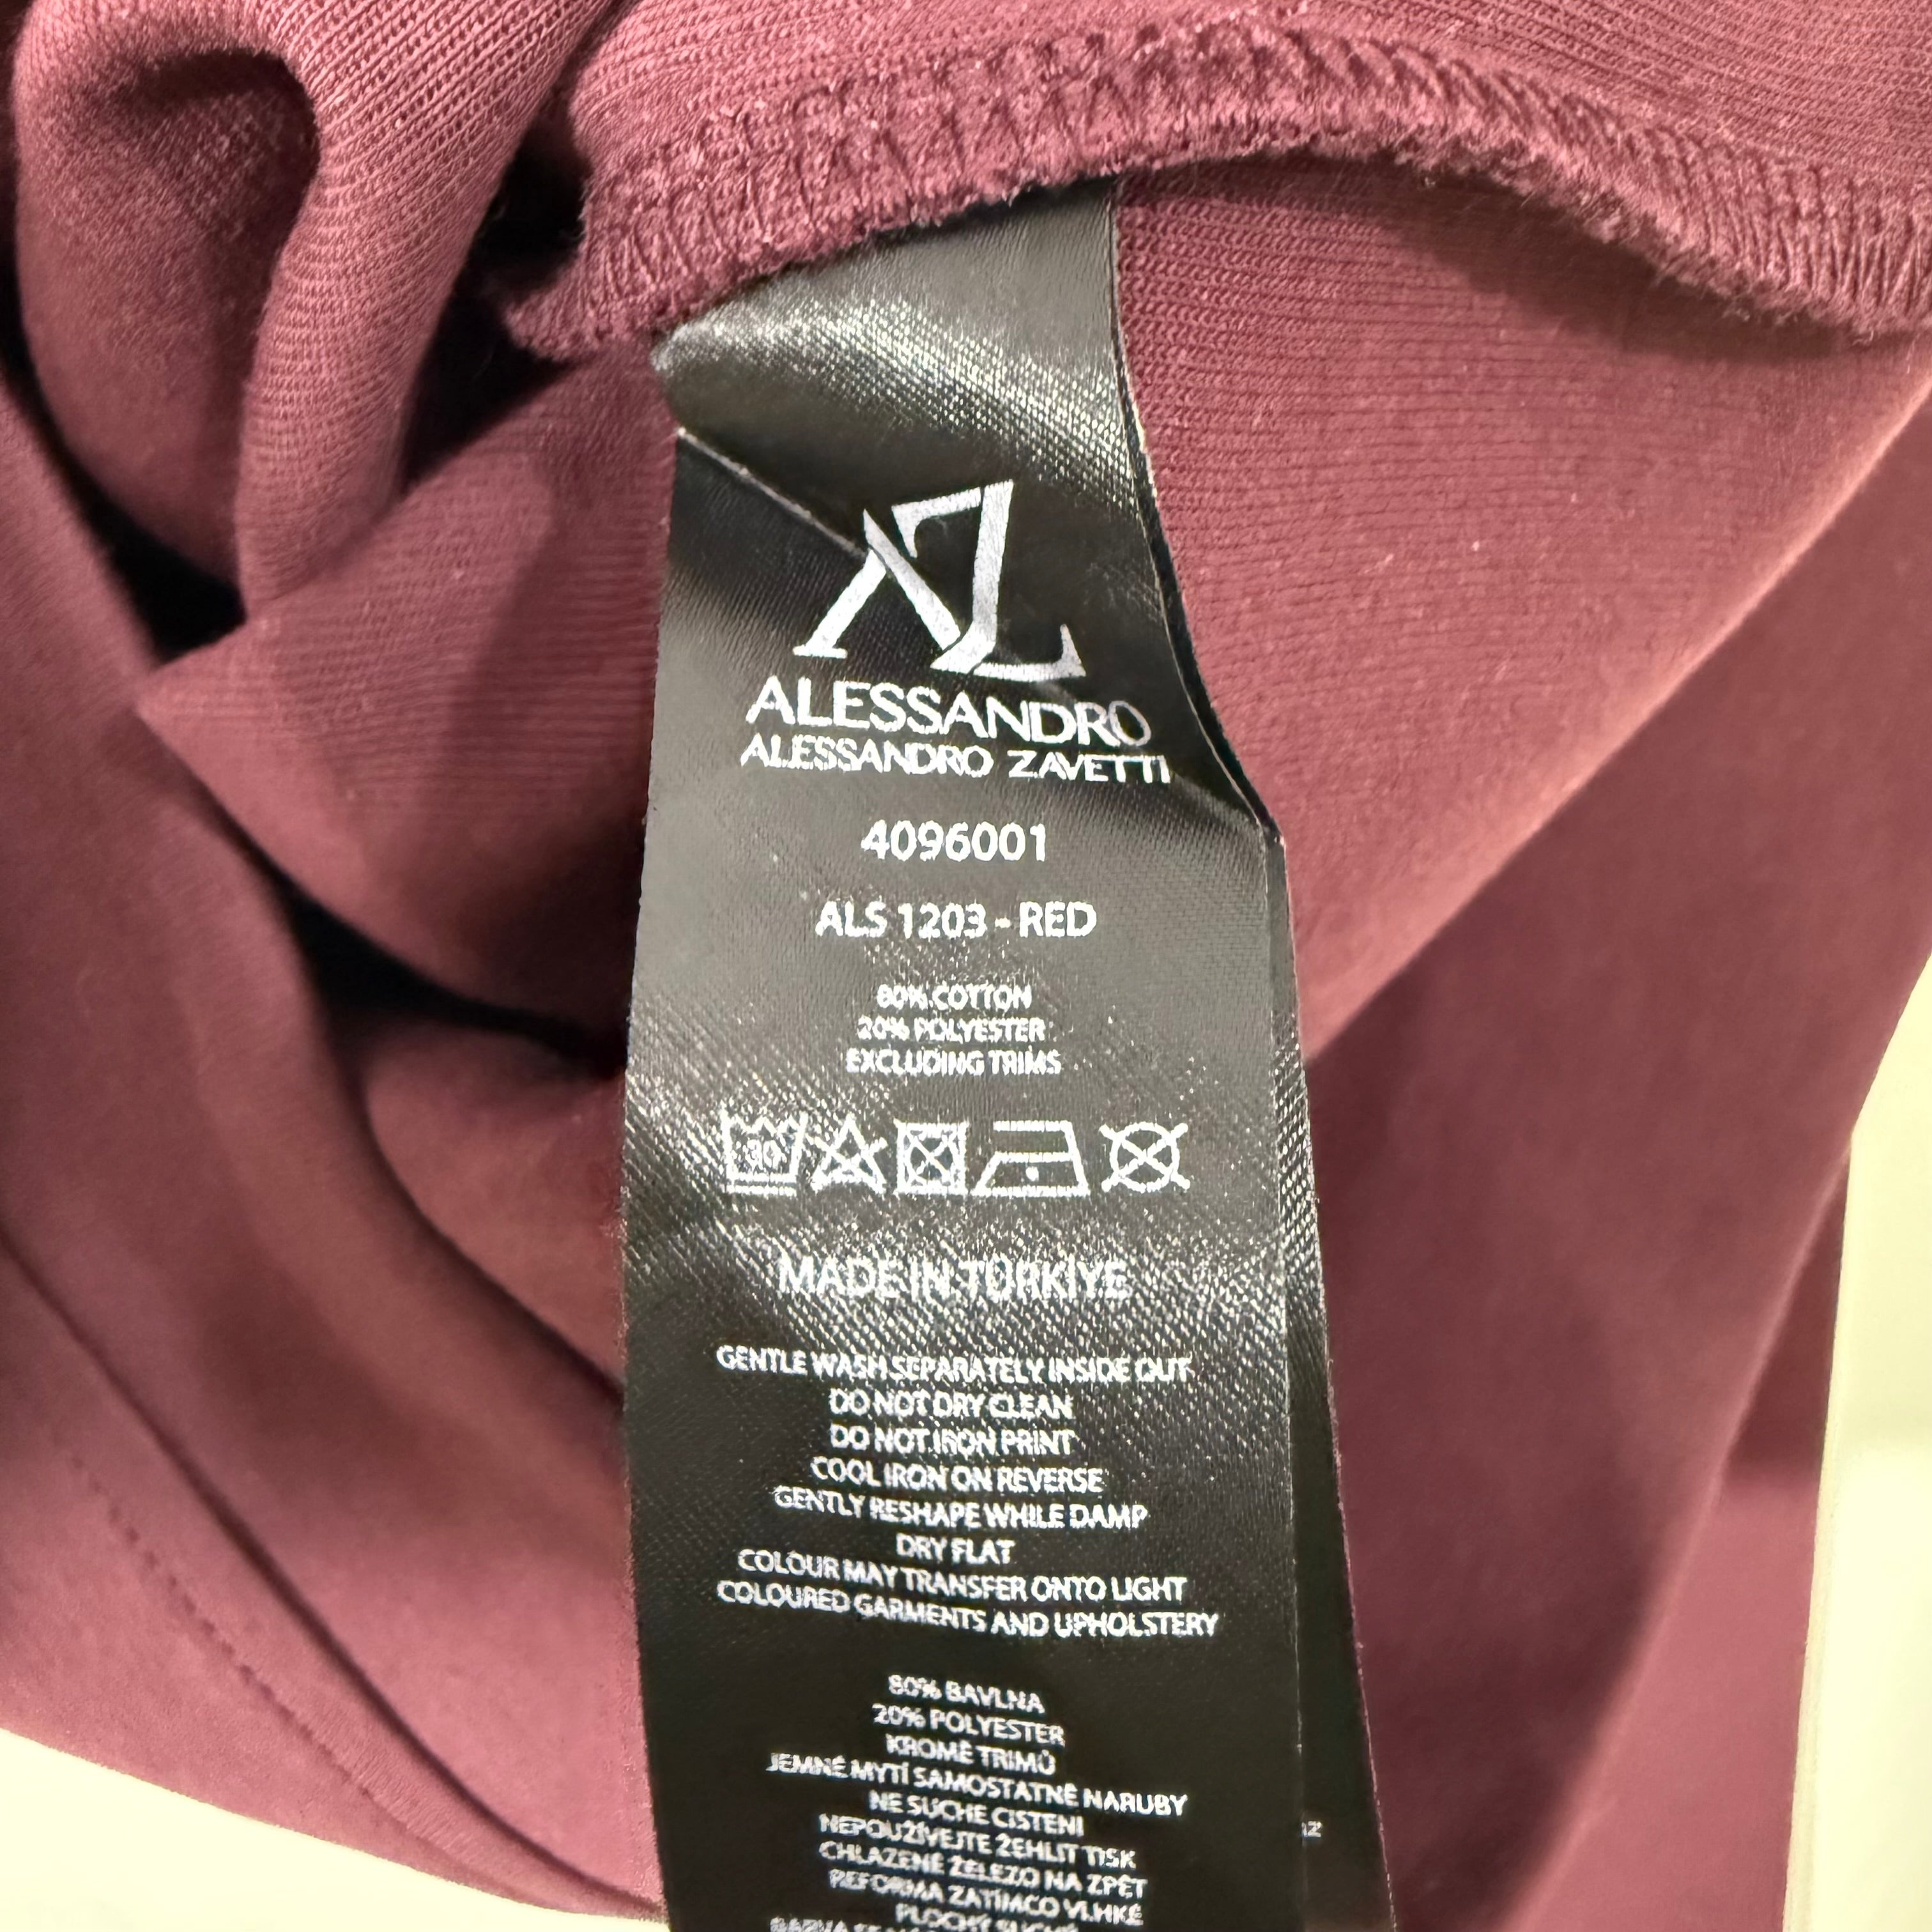 AZ
ALESSANDRO
ALESSANDRO ZAVETTI
4096001
ALS 1203 - RED
80% COTTON
20% POLYESTER
EXCLUDING TRIMS
30
MADE IN TÜRKİYE
GENTLE WASH SEPARATELY INSIDE OUT
DO NOT DRY CLEAN
DO NOT IRON PRINT
COOL IRON ON REVERSE
GENTLY RESHAPE WHILE DAMP
DRY FLAT
COLOUR MAY TRANSFER ONTO LIGHT
COLOURED GARMENTS AND UPHOLSTERY
80% BAVLNA
20% POLYESTER
KROMĚ TRIMŮ
JEMNÉ MYTÍ SAMOSTATNĚ NARUBY
NE SUCHE CISTENI
NEPOUŽÍVEJTE ŽEHLIT TISK
CHLAZENÉ ŽELEZO NA ZPĚT
REFORMA ZATÍMCO VLHKÉ
PLOCHÝ SUCHÉ